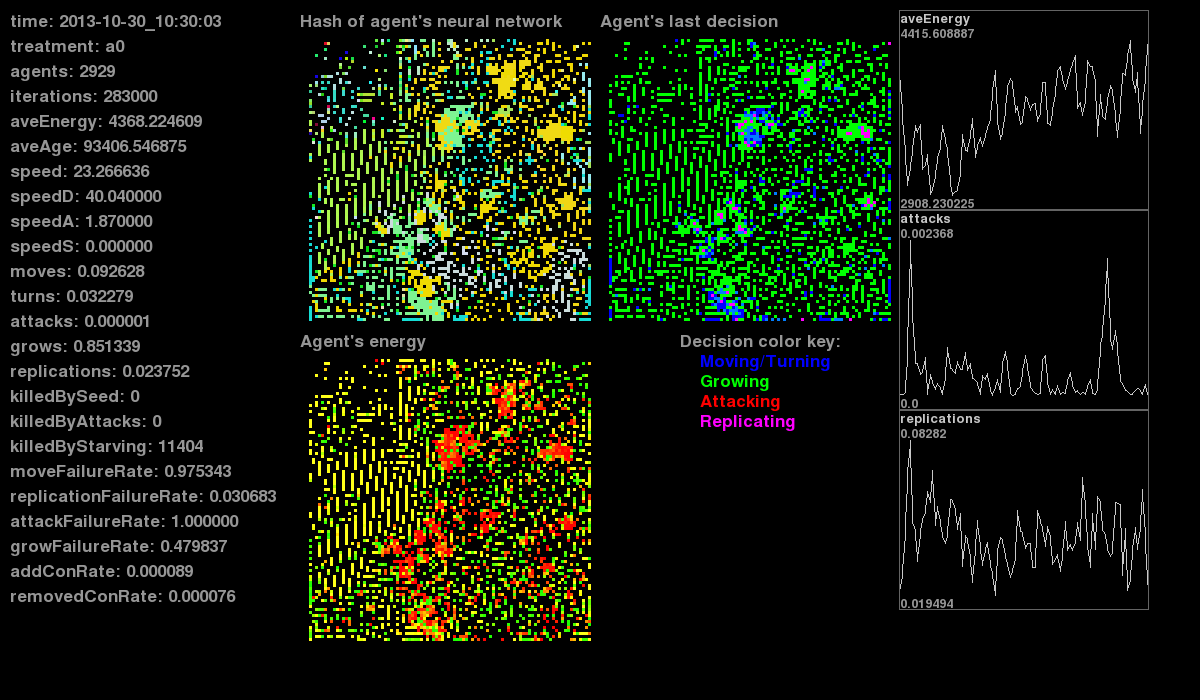 time: 2013-10-30_10:30:03
treatment: a0
agents: 2929
iterations: 283000
aveEnergy: 4368.224609
aveAge: 93406.546875
speed: 23.266636
speedD: 40.040000
speedA: 1.870000
speedS: 0.000000
moves: 0.092628
turns: 0.032279
attacks: 0.000001
grows: 0.851339
replications: 0.023752
killedBySeed: 0
killedByAttacks: 0
killedByStarving: 11404
moveFailureRate: 0.975343
replicationFailureRate: 0.030683
attackFailureRate: 1.000000
growFailureRate: 0.479837
addConRate: 0.000089
removedConRate: 0.000076
Hash of agent's neural network
Agent's last decision
Agent's energy
Decision color key:
Moving/Turning
Growing
Attacking
Replicating
aveEnergy
4415.608887
2908.230225
attacks
0.002368
0.0
replications
0.08282
0.019494